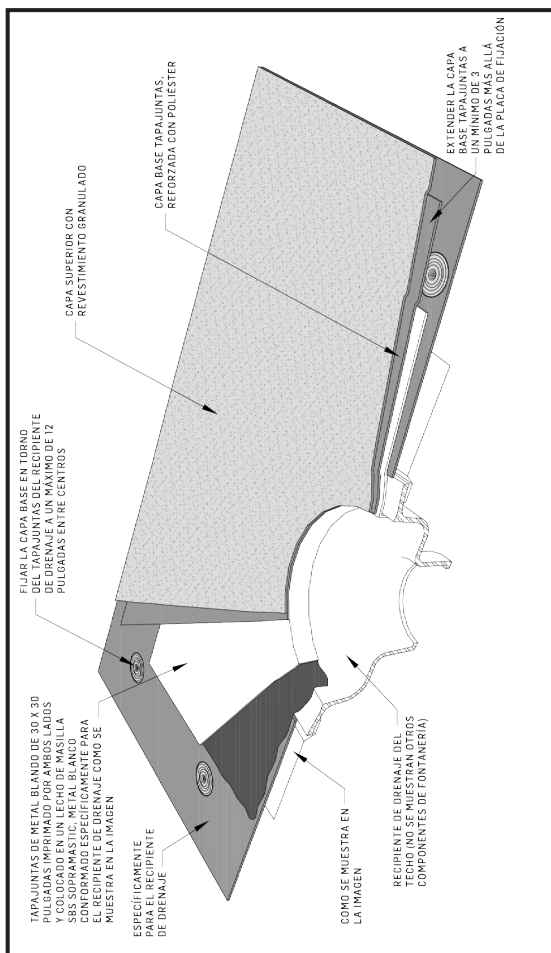 TAPAJUNTAS DE METAL BLANDO DE 30 X 30
PULGADAS IMPRIMADO POR AMBOS LADOS
Y COLOCADO EN UN LECHO DE MASILLA
SBS SOPRAMASTIC, METAL BLANCO
CONFORMADO ESPECÍFICAMENTE PARA
EL RECIPIENTE DE DRENAJE COMO SE
MUESTRA EN LA IMAGEN
FIJAR LA CAPA BASE EN TORNO
DEL TAPAJUNTAS DEL RECIPIENTE
DE DRENAJE A UN MÁXIMO DE 12
PULGADAS ENTRE CENTROS
CAPA SUPERIOR CON
REVESTIMIENTO GRANULADO
CAPA BASE TAPAJUNTAS,
REFORZADA CON POLIÉSTER
EXTENDER LA CAPA
BASE TAPAJUNTAS A
UN MÍNIMO DE 3
PULGADAS MÁS ALLÁ
DE LA PLACA DE FIJACIÓN
ESPECÍFICAMENTE
PARA EL RECIPIENTE
DE DRENAJE
COMO SE MUESTRA EN
LA IMAGEN
RECIPIENTE DE DRENAJE DEL
TECHO (NO SE MUESTRAN OTROS
COMPONENTES DE FONTANERÍA)